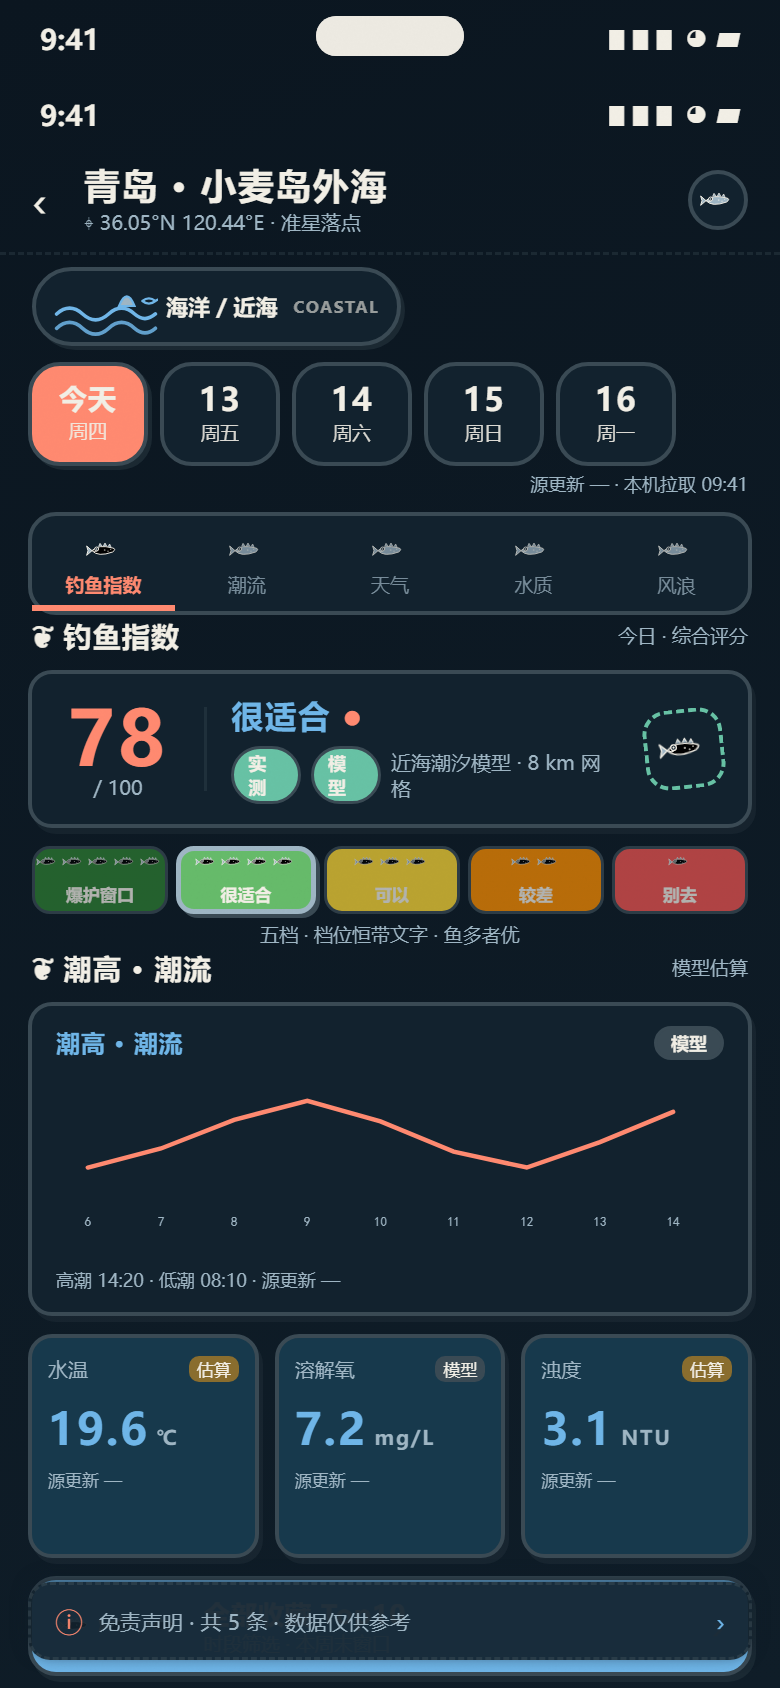 9:41
9:41
‹ 青岛 · 小麦岛外海
36.05°N 120.44°E · 准星落点
海洋 / 近海 COASTAL
今天 13 14 15 16
周四 周五 周六 周日 周一
源更新 — · 本机拉取 09:41
钓鱼指数 潮流 天气 水质 风浪
❦ 钓鱼指数 今日 · 综合评分
78 很适合
/ 100 实测 模型 近海潮汐模型 · 8 km 网
格
爆护窗口 很适合 可以 较差 别去
五档 · 档位恒带文字 · 鱼多者优
❦ 潮高 · 潮流 模型估算
潮高 · 潮流 模型
6 7 8 9 10 11 12 13 14
高潮 14:20 · 低潮 08:10 · 源更新 —
水温 估算 溶解氧 模型 浊度 估算
19.6 ℃ 7.2 mg/L 3.1 NTU
源更新 — 源更新 — 源更新 —
免责声明 · 共 5 条 · 数据仅供参考 ›